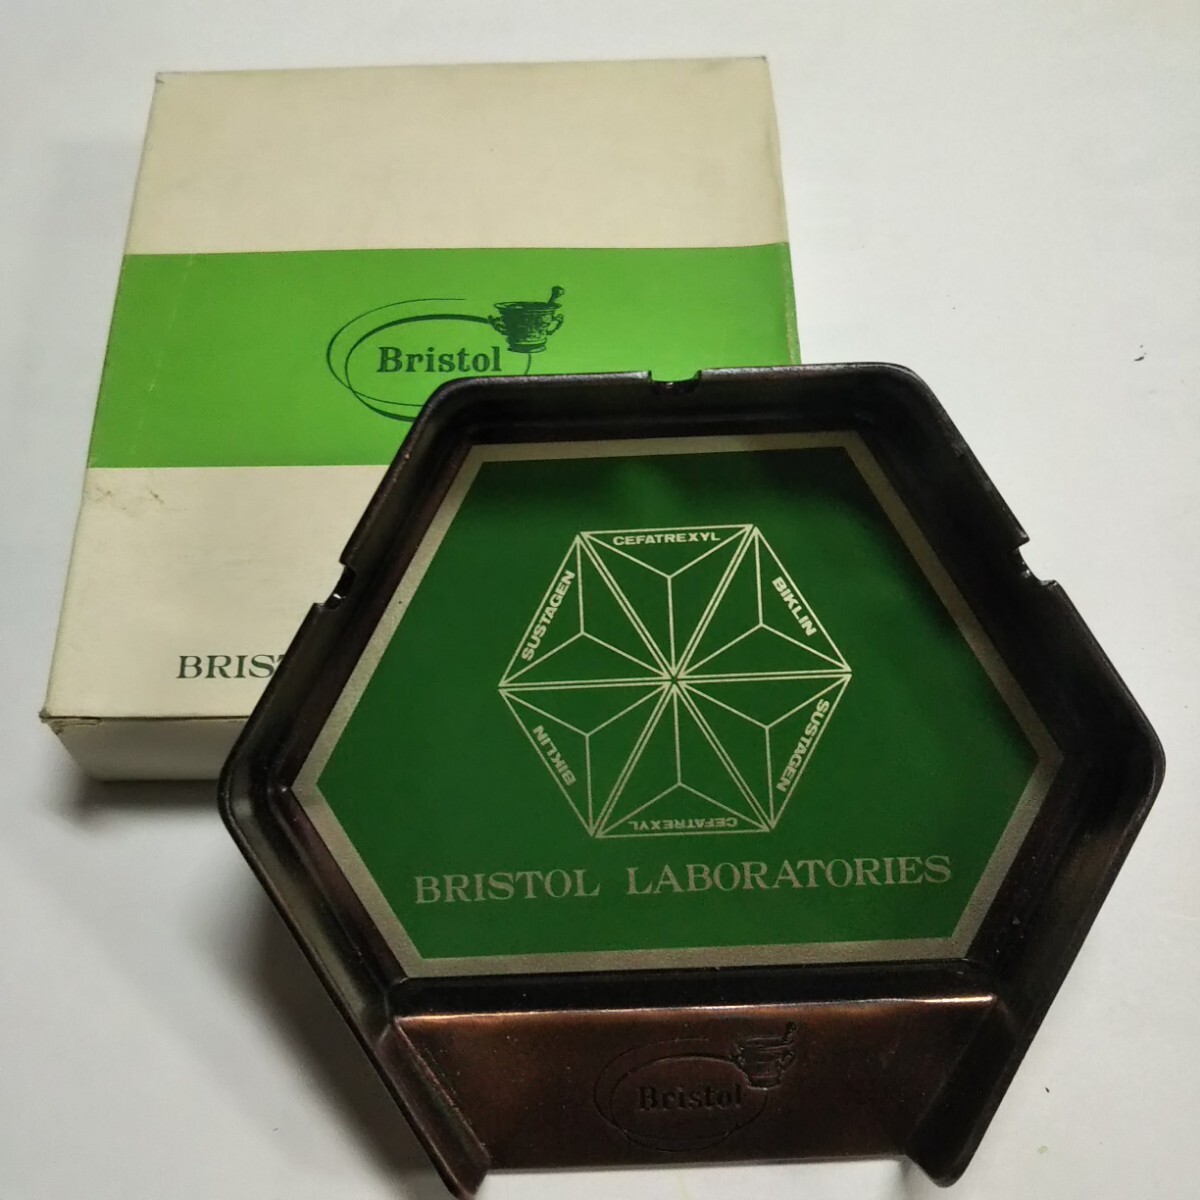 Bristol
BRIST
CEFATREXYL
SUSTAGEN
BIKLIN
BIKLIN
SUSTAGEN
CEFATREXYL
BRISTOL LABORATORIES
Bristol